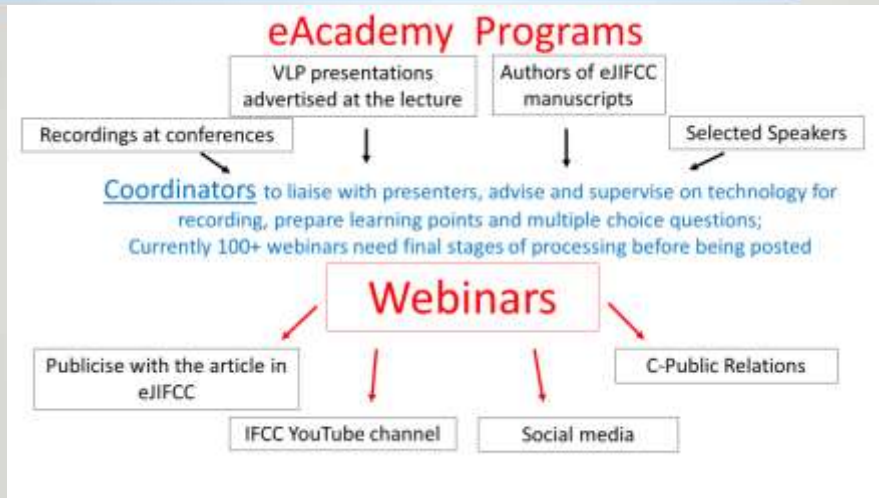 eAcademy Programs
VLP presentations
advertised at the lecture
Authors of eJIFCC
manuscripts
Recordings at conferences
Selected Speakers
Coordinators to liaise with presenters, advise and supervise on technology for
recording, prepare learning points and multiple choice questions;
Currently 100+ webinars need final stages of processing before being posted
Webinars
Publicise with the article in
eJIFCC
C-Public Relations
IFCC YouTube channel
Social media